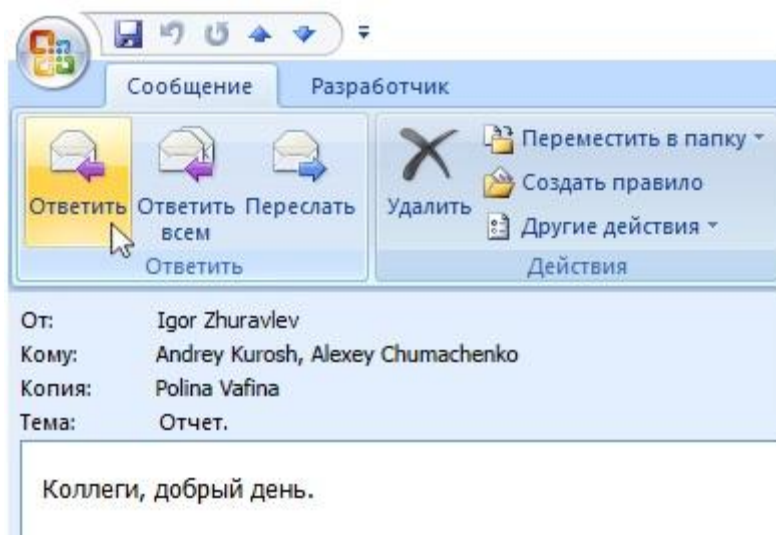 Сообщение Разработчик
Ответить Ответить всем Переслать
Ответить
Удалить
Переместить в папку
Создать правило
Другие действия
Действия
От: Igor Zhuravlev
Кому: Andrey Kurosh, Alexey Chumachenko
Копия: Polina Vafina
Тема: Отчет.
Коллеги, добрый день.